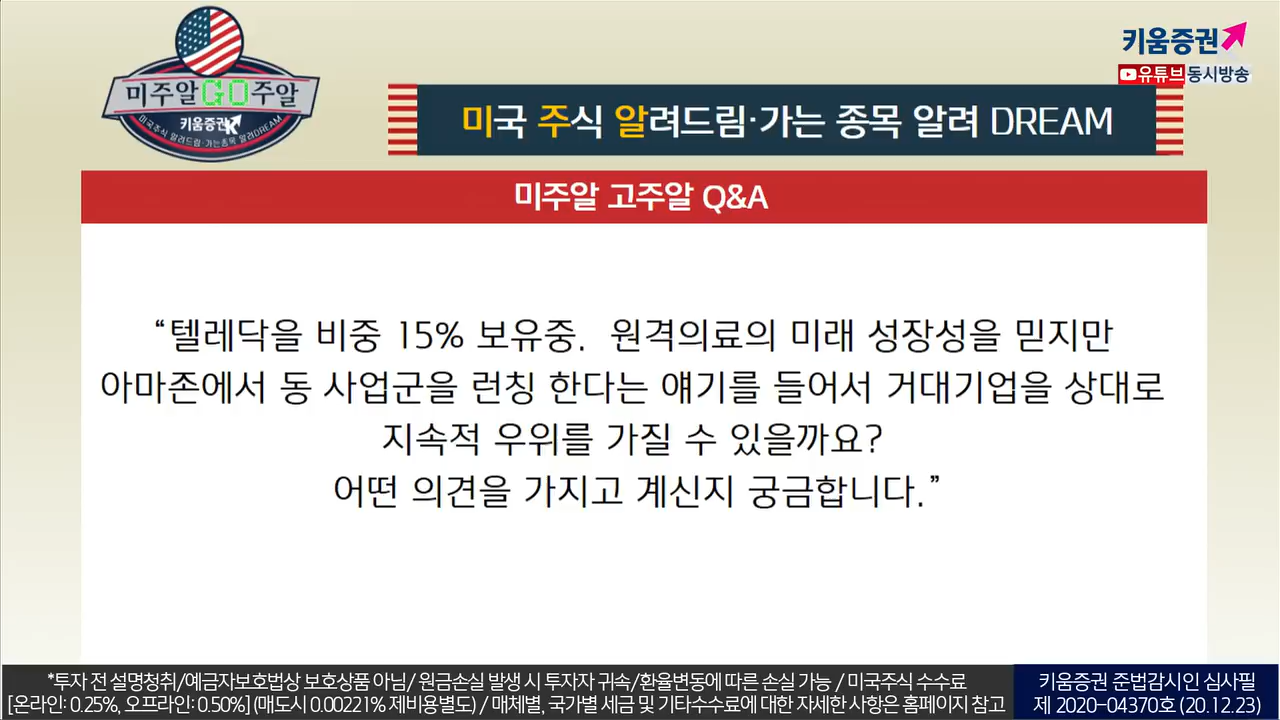 미주알GO주알
키움증권
미국주식 알려드림·가는종목 알려DREAM
키움증권
유튜브동시방송
미국 주식 알려드림·가는 종목 알려 DREAM
미주알 고주알 Q&A
“텔레닥을 비중 15% 보유중. 원격의료의 미래 성장성을 믿지만
아마존에서 동 사업군을 런칭 한다는 얘기를 들어서 거대기업을 상대로
지속적 우위를 가질 수 있을까요?
어떤 의견을 가지고 계신지 궁금합니다.”
*투자 전 설명청취/예금자보호법상 보호상품 아님/ 원금손실 발생 시 투자자 귀속/환율변동에 따른 손실 가능 / 미국주식 수수료
[온라인: 0.25%, 오프라인: 0.50%] (매도시 0.00221% 제비용별도) / 매체별, 국가별 세금 및 기타수수료에 대한 자세한 사항은 홈페이지 참고
키움증권 준법감시인 심사필
제 2020-04370호 (20.12.23)